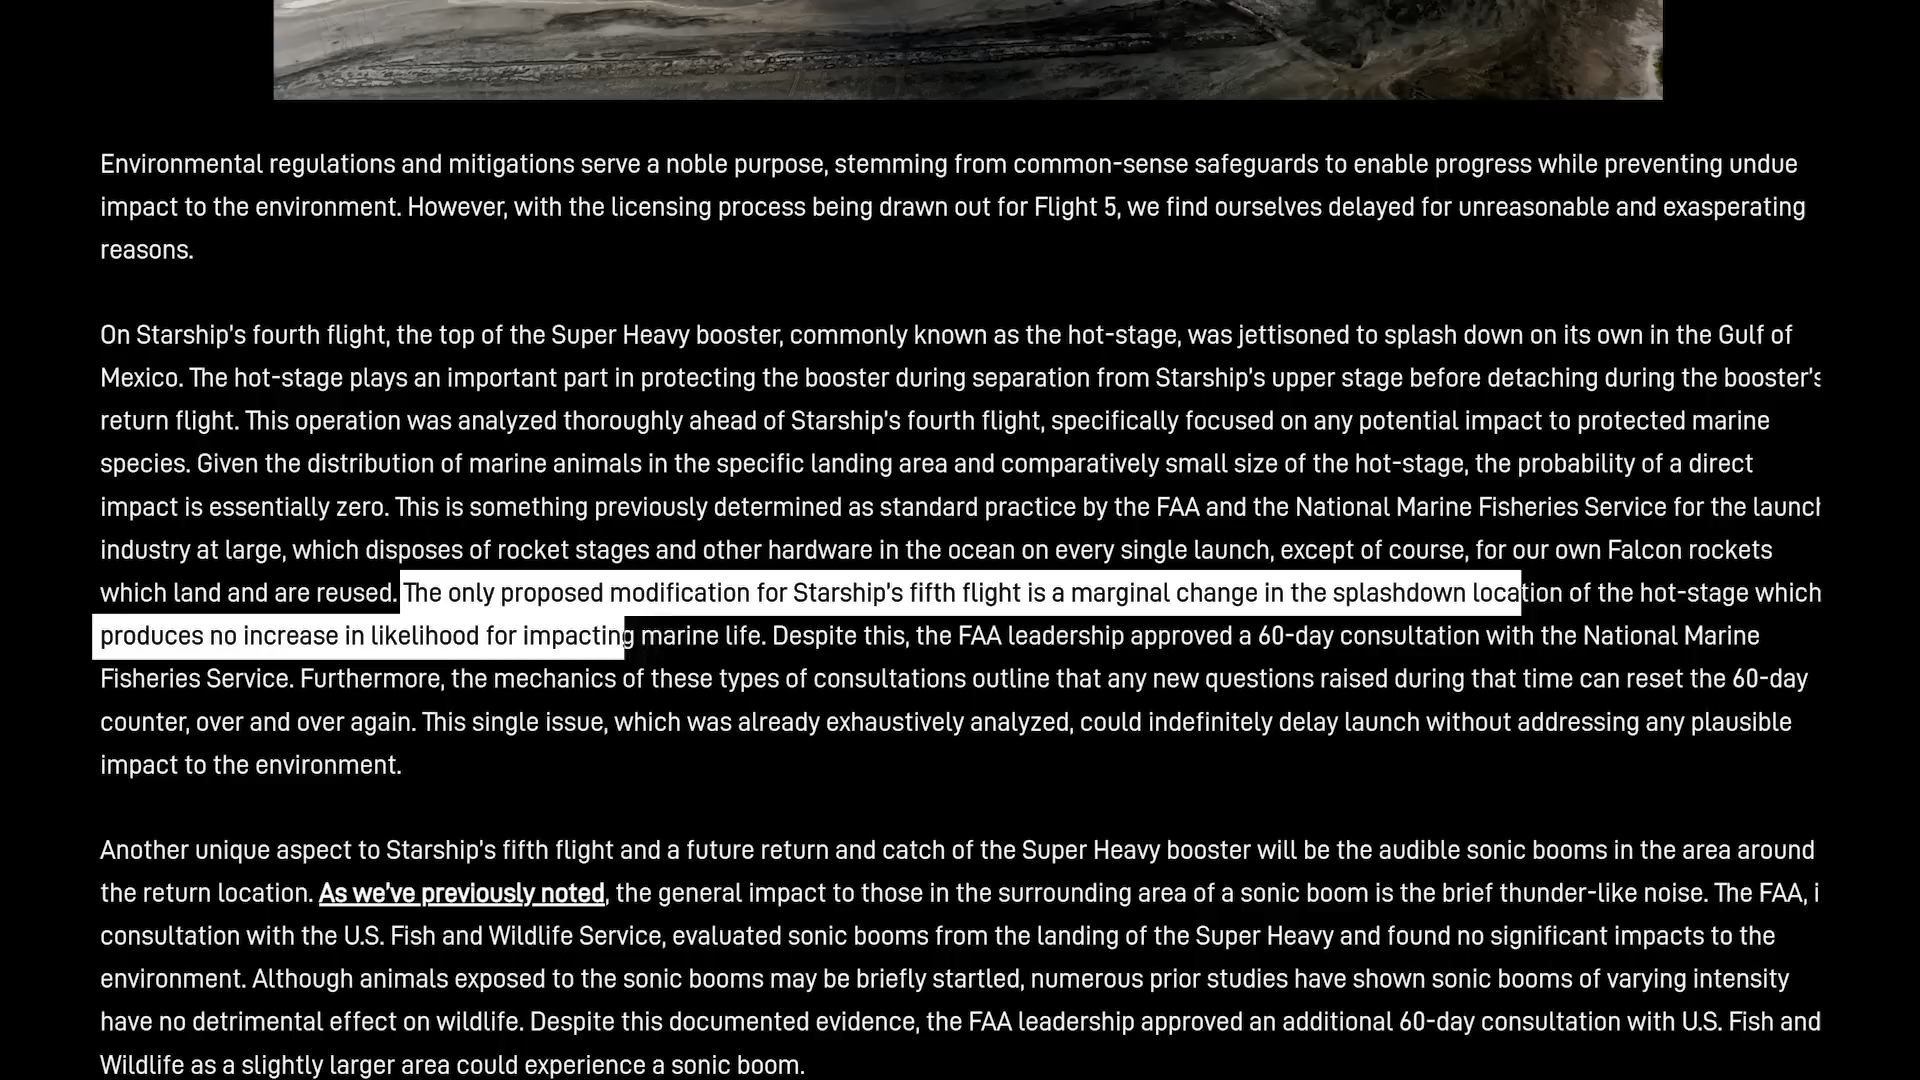 Environmental regulations and mitigations serve a noble purpose, stemming from common-sense safeguards to enable progress while preventing undue
impact to the environment. However, with the licensing process being drawn out for Flight 5, we find ourselves delayed for unreasonable and exasperating
reasons.
On Starship's fourth flight, the top of the Super Heavy booster, commonly known as the hot-stage, was jettisoned to splash down on its own in the Gulf of
Mexico. The hot-stage plays an important part in protecting the booster during separation from Starship's upper stage before detaching during the booster's
return flight. This operation was analyzed thoroughly ahead of Starship's fourth flight, specifically focused on any potential impact to protected marine
species. Given the distribution of marine animals in the specific landing area and comparatively small size of the hot-stage, the probability of a direct
impact is essentially zero. This is something previously determined as standard practice by the FAA and the National Marine Fisheries Service for the launch
industry at large, which disposes of rocket stages and other hardware in the ocean on every single launch, except of course, for our own Falcon rockets
which land and are reused. The only proposed modification for Starship's fifth flight is a marginal change in the splashdown location of the hot-stage which
produces no increase in likelihood for impacting marine life. Despite this, the FAA leadership approved a 60-day consultation with the National Marine
Fisheries Service. Furthermore, the mechanics of these types of consultations outline that any new questions raised during that time can reset the 60-day
counter, over and over again. This single issue, which was already exhaustively analyzed, could indefinitely delay launch without addressing any plausible
impact to the environment.
Another unique aspect to Starship's fifth flight and a future return and catch of the Super Heavy booster will be the audible sonic booms in the area around
the return location. As we've previously noted, the general impact to those in the surrounding area of a sonic boom is the brief thunder-like noise. The FAA, i
consultation with the U.S. Fish and Wildlife Service, evaluated sonic booms from the landing of the Super Heavy and found no significant impacts to the
environment. Although animals exposed to the sonic booms may be briefly startled, numerous prior studies have shown sonic booms of varying intensity
have no detrimental effect on wildlife. Despite this documented evidence, the FAA leadership approved an additional 60-day consultation with U.S. Fish and
Wildlife as a slightly larger area could experience a sonic boom.